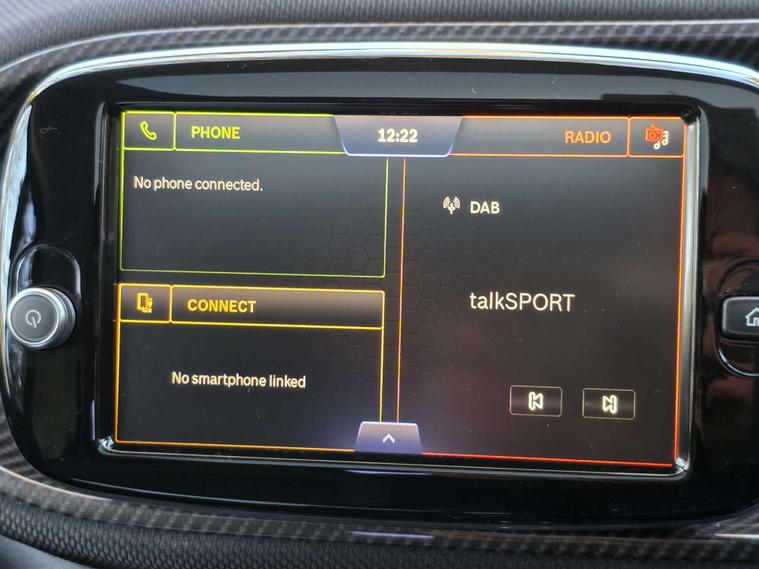 PHONE
12:22
RADIO
No phone connected.
DAB
CONNECT
talkSPORT
No smartphone linked